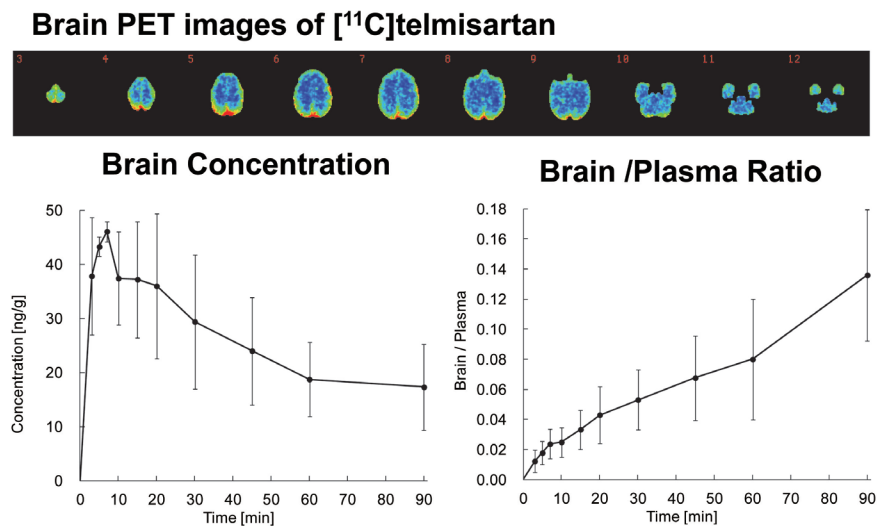 Brain PET images of [¹¹C]telmisartan
3 4 5 6 7 8 9 10 11 12
Brain Concentration
Concentration [ng/g]
50
40
30
20
10
0
0 10 20 30 40 50 60 70 80 90
Time [min]
Brain /Plasma Ratio
Brain / Plasma
0.18
0.16
0.14
0.12
0.10
0.08
0.06
0.04
0.02
0.00
0 10 20 30 40 50 60 70 80 90
Time [min]